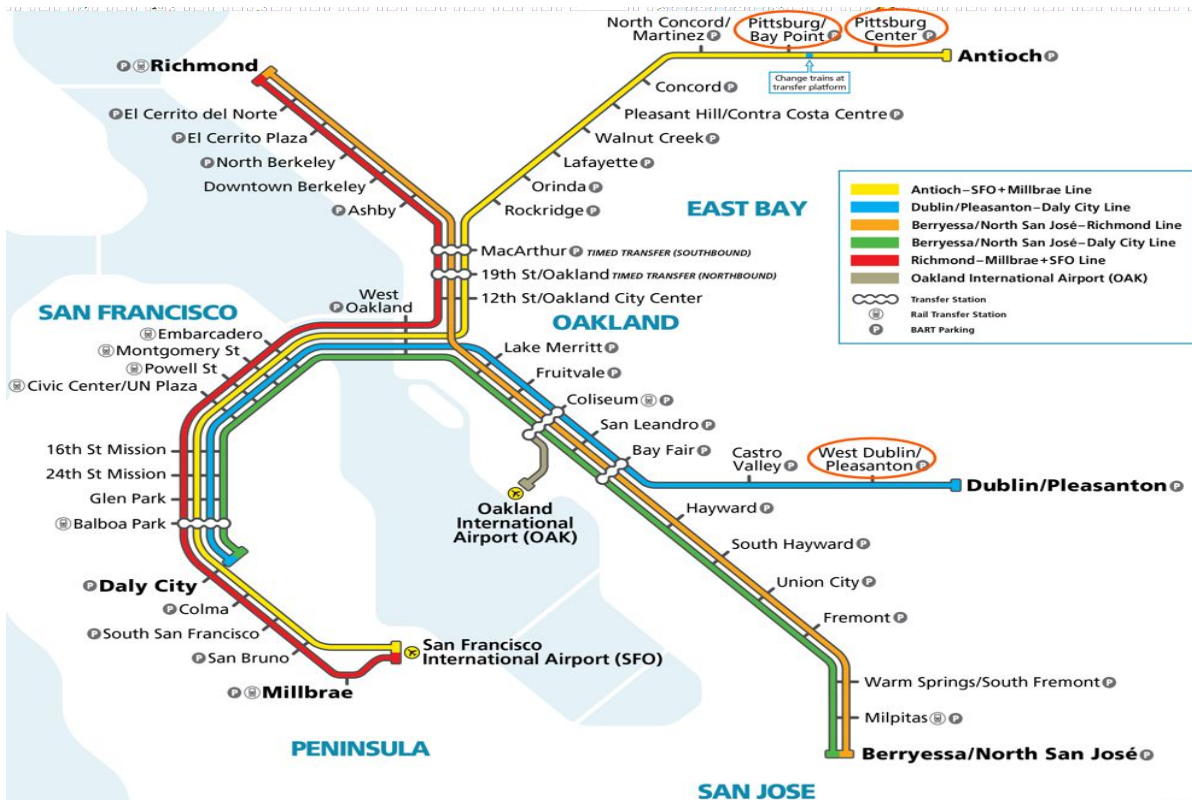 North Concord/
Martinez P
Pittsburg/
Bay Point P
Pittsburg
Center P
Antioch P
Change trains at
transfer platform
P Richmond
Concord P
P El Cerrito del Norte
Pleasant Hill/Contra Costa Centre P
P El Cerrito Plaza
Walnut Creek P
P North Berkeley
Lafayette P
Downtown Berkeley
Orinda P
P Ashby
Rockridge P
EAST BAY
Antioch–SFO+Millbrae Line
Dublin/Pleasanton–Daly City Line
Berryessa/North San José–Richmond Line
Berryessa/North San José–Daly City Line
Richmond–Millbrae+SFO Line
Oakland International Airport (OAK)
Transfer Station
Rail Transfer Station
P BART Parking
MacArthur P TIMED TRANSFER (SOUTHBOUND)
19th St/Oakland TIMED TRANSFER (NORTHBOUND)
12th St/Oakland City Center
West
P Oakland
SAN FRANCISCO
OAKLAND
Embarcadero
Montgomery St
Powell St
Civic Center/UN Plaza
Lake Merritt P
Fruitvale P
Coliseum P
San Leandro P
Bay Fair P
Castro
Valley P
West Dublin/
Pleasanton P
Dublin/Pleasanton P
16th St Mission
24th St Mission
Glen Park
Balboa Park
Oakland
International
Airport (OAK)
Hayward P
South Hayward P
Union City P
Fremont P
P Daly City
P Colma
P South San Francisco
P San Bruno
San Francisco
International Airport (SFO)
P Millbrae
Warm Springs/South Fremont P
Milpitas P
Berryessa/North San José P
PENINSULA
SAN JOSE